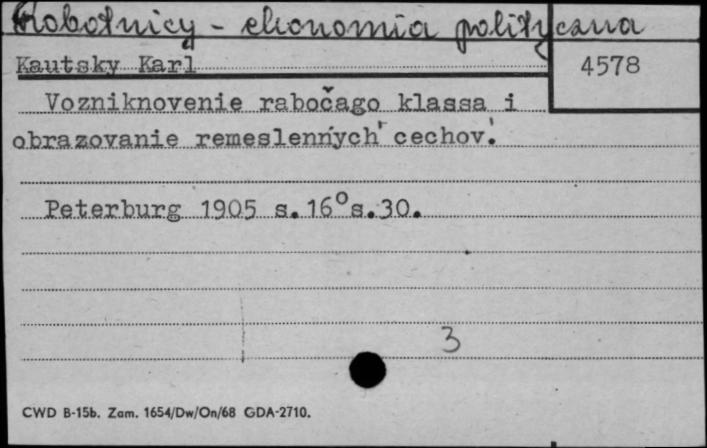 Robotnicy - ekonomia polityczna
Kautsky Karl
4578
Vozniknovenie rabočago klassa i
obrazovanie remeslennych' cechov'.
Peterburg 1905 s. 16° s. 30.
3
CWD B-15b. Zam. 1654/Dw/On/68 GDA-2710.